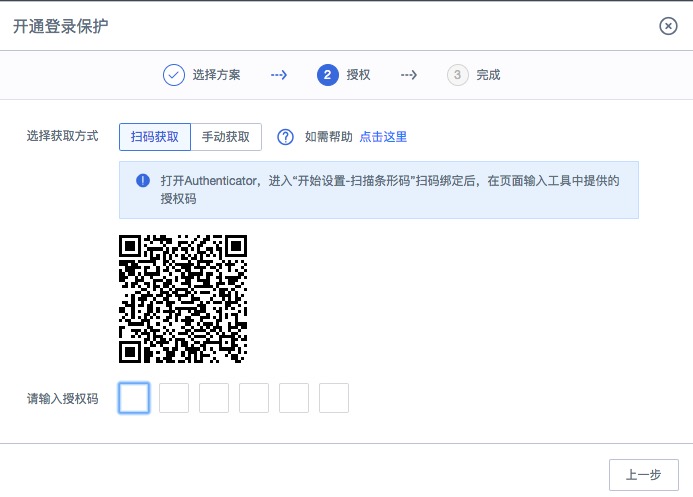 开通登录保护
选择方案
2 授权
3 完成
选择获取方式 扫码获取 手动获取 ? 如需帮助 点击这里
! 打开Authenticator，进入“开始设置-扫描条形码”扫码绑定后，在页面输入工具中提供的
授权码
请输入授权码
上一步